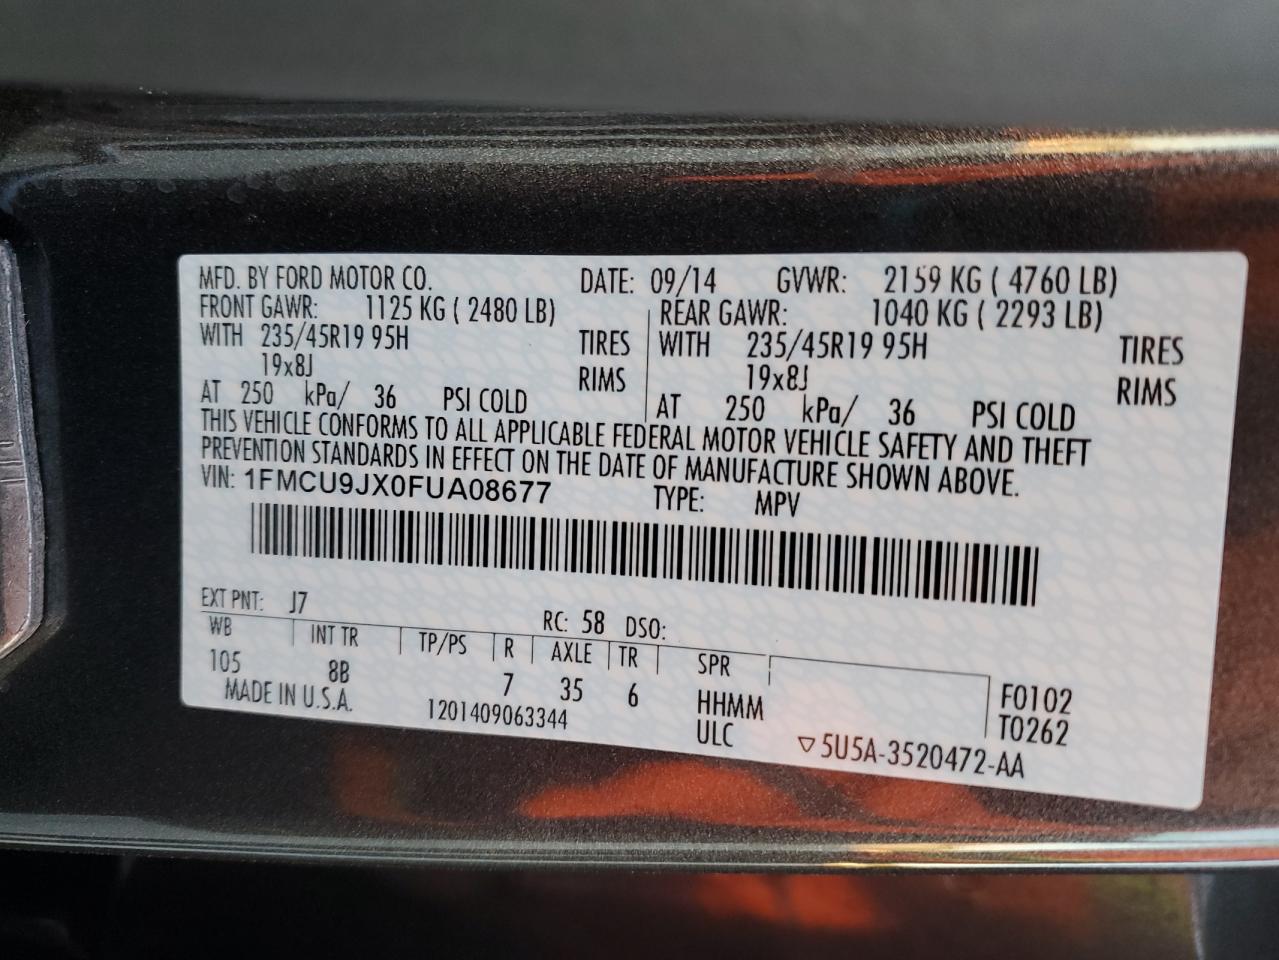 MFD. BY FORD MOTOR CO. DATE: 09/14 GVWR: 2159 KG ( 4760 LB)
FRONT GAWR: 1125 KG ( 2480 LB) REAR GAWR: 1040 KG ( 2293 LB)
WITH 235/45R19 95H TIRES WITH 235/45R19 95H TIRES
19x8J RIMS 19x8J RIMS
AT 250 kPa/ 36 PSI COLD AT 250 kPa/ 36 PSI COLD
THIS VEHICLE CONFORMS TO ALL APPLICABLE FEDERAL MOTOR VEHICLE SAFETY AND THEFT
PREVENTION STANDARDS IN EFFECT ON THE DATE OF MANUFACTURE SHOWN ABOVE.
VIN: 1FMCU9JX0FUA08677 TYPE: MPV
EXT PNT: J7 RC: 58 DSO:
WB INT TR TP/PS R AXLE TR SPR
105 8B 7 35 6 HHMM F0102
MADE IN U.S.A. 1201409063344 ULC T0262
▽5U5A-3520472-AA